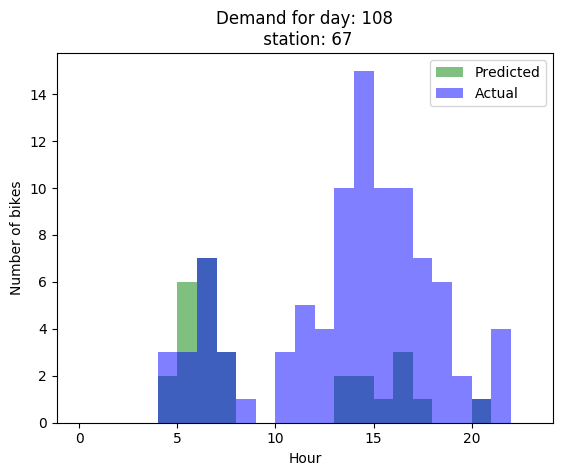 Demand for day: 108
station: 67
Predicted
Actual
Number of bikes
14
12
10
8
6
4
2
0
0
5
10
15
20
Hour